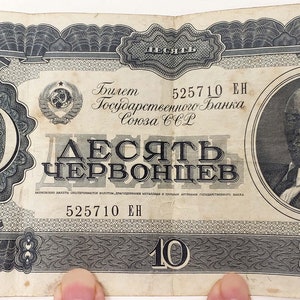 ДЕСЯТЬ
Билет 525710 ЕН
Государственного Банка
Союза ССР
ДЕСЯТЬ
ЧЕРВОНЦЕВ
525710 ЕН
10